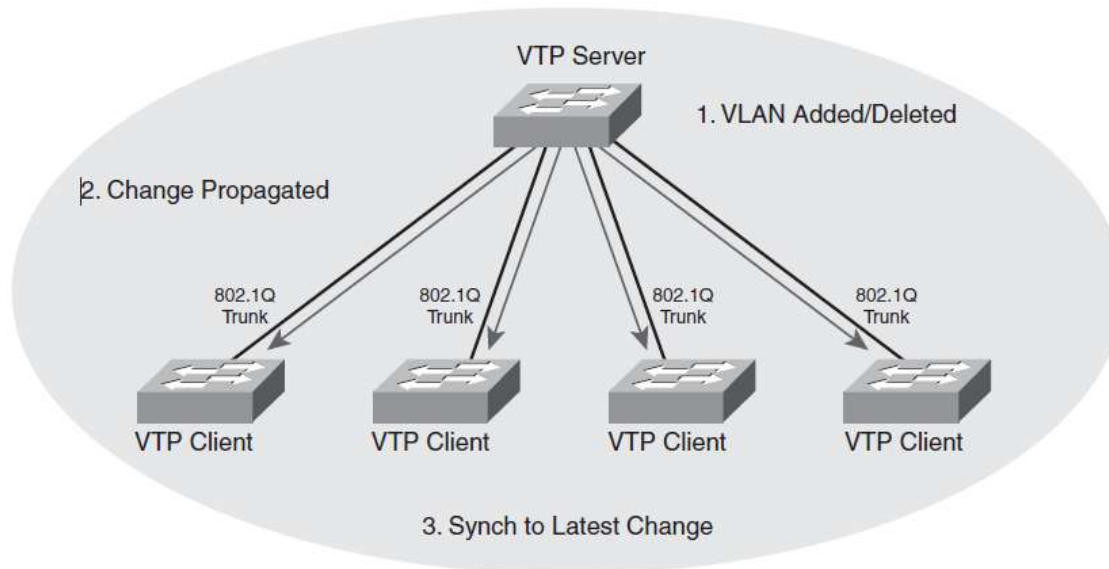 VTP Server
1. VLAN Added/Deleted
2. Change Propagated
802.1Q
Trunk
802.1Q
Trunk
802.1Q
Trunk
802.1Q
Trunk
VTP Client
VTP Client
VTP Client
VTP Client
3. Synch to Latest Change